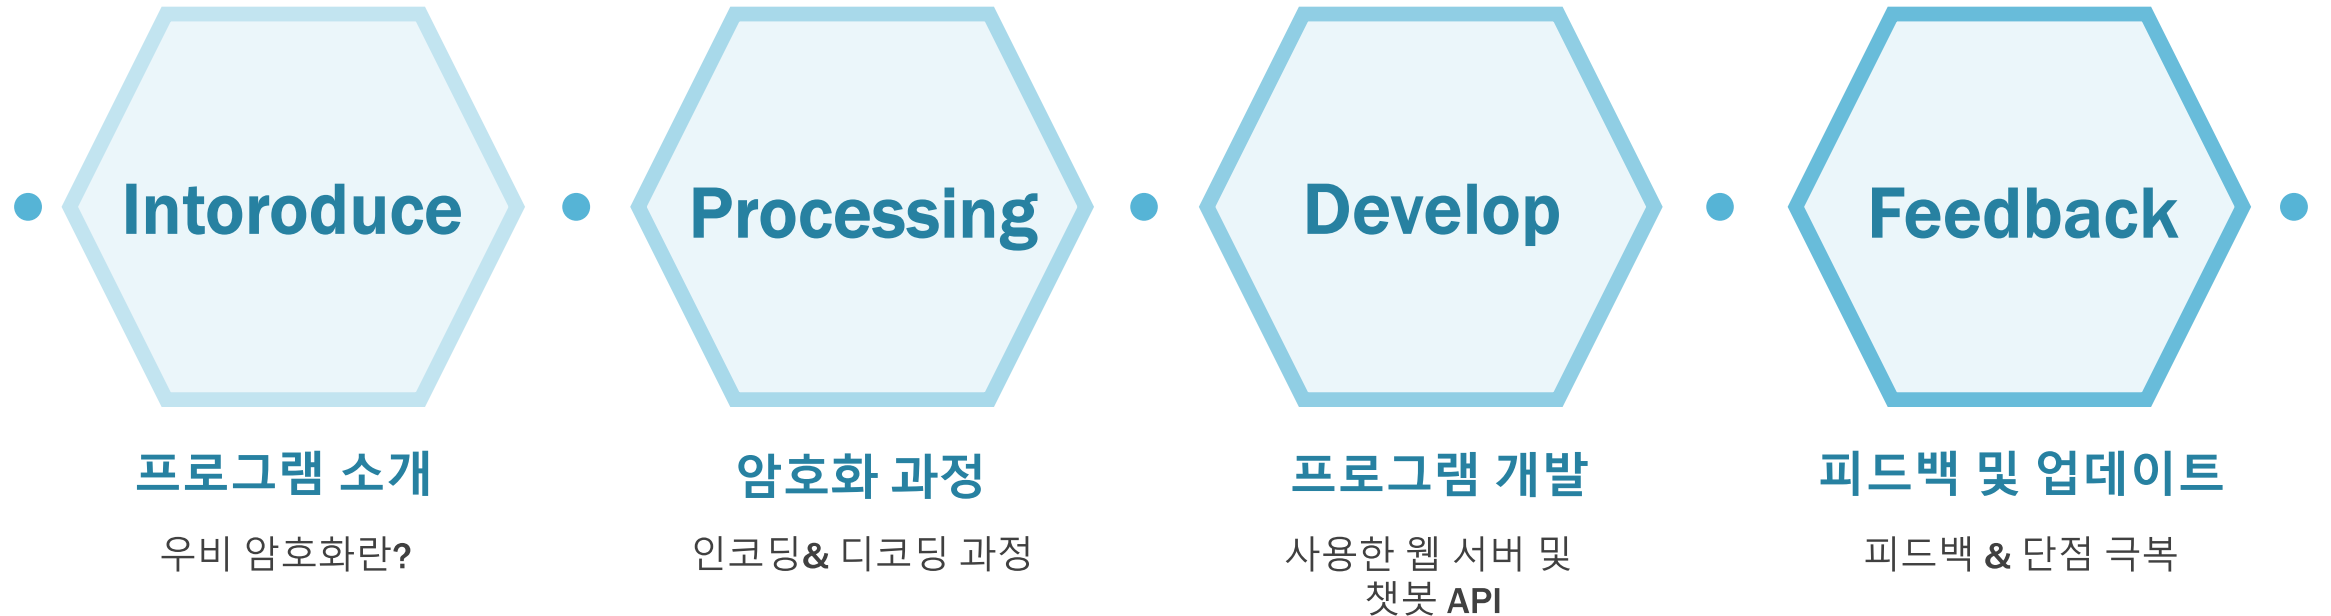 Intoroduce
Processing
Develop
Feedback
프로그램 소개
암호화 과정
프로그램 개발
피드백 및 업데이트
우비 암호화란?
인코딩& 디코딩 과정
사용한 웹 서버 및
챗봇 API
피드백 & 단점 극복